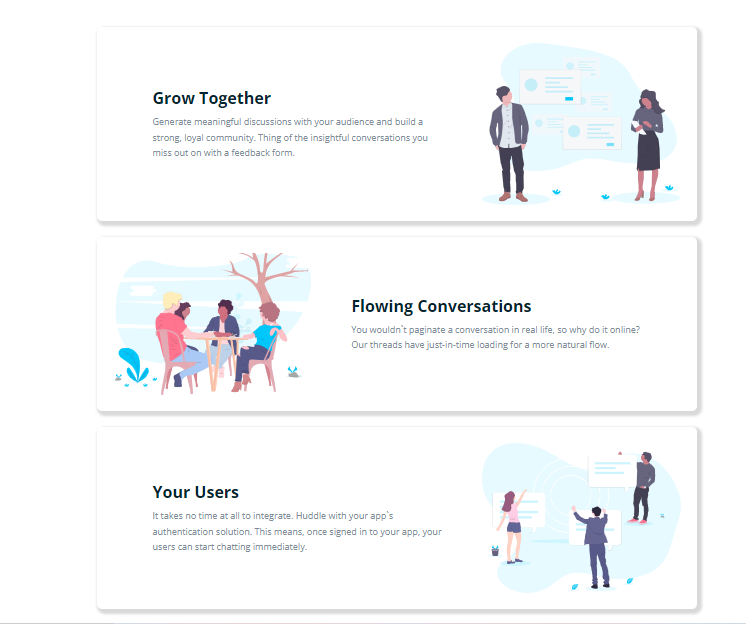 Grow Together
Generate meaningful discussions with your audience and build a
strong, loyal community. Thing of the insightful conversations you
miss out on with a feedback form.
Flowing Conversations
You wouldn`t paginate a conversation in real life, so why do it online?
Our threads have just-in-time loading for a more natural flow.
Your Users
It takes no time at all to integrate. Huddle with your app`s
authentication solution. This means, once signed in to your app, your
users can start chatting immediately.